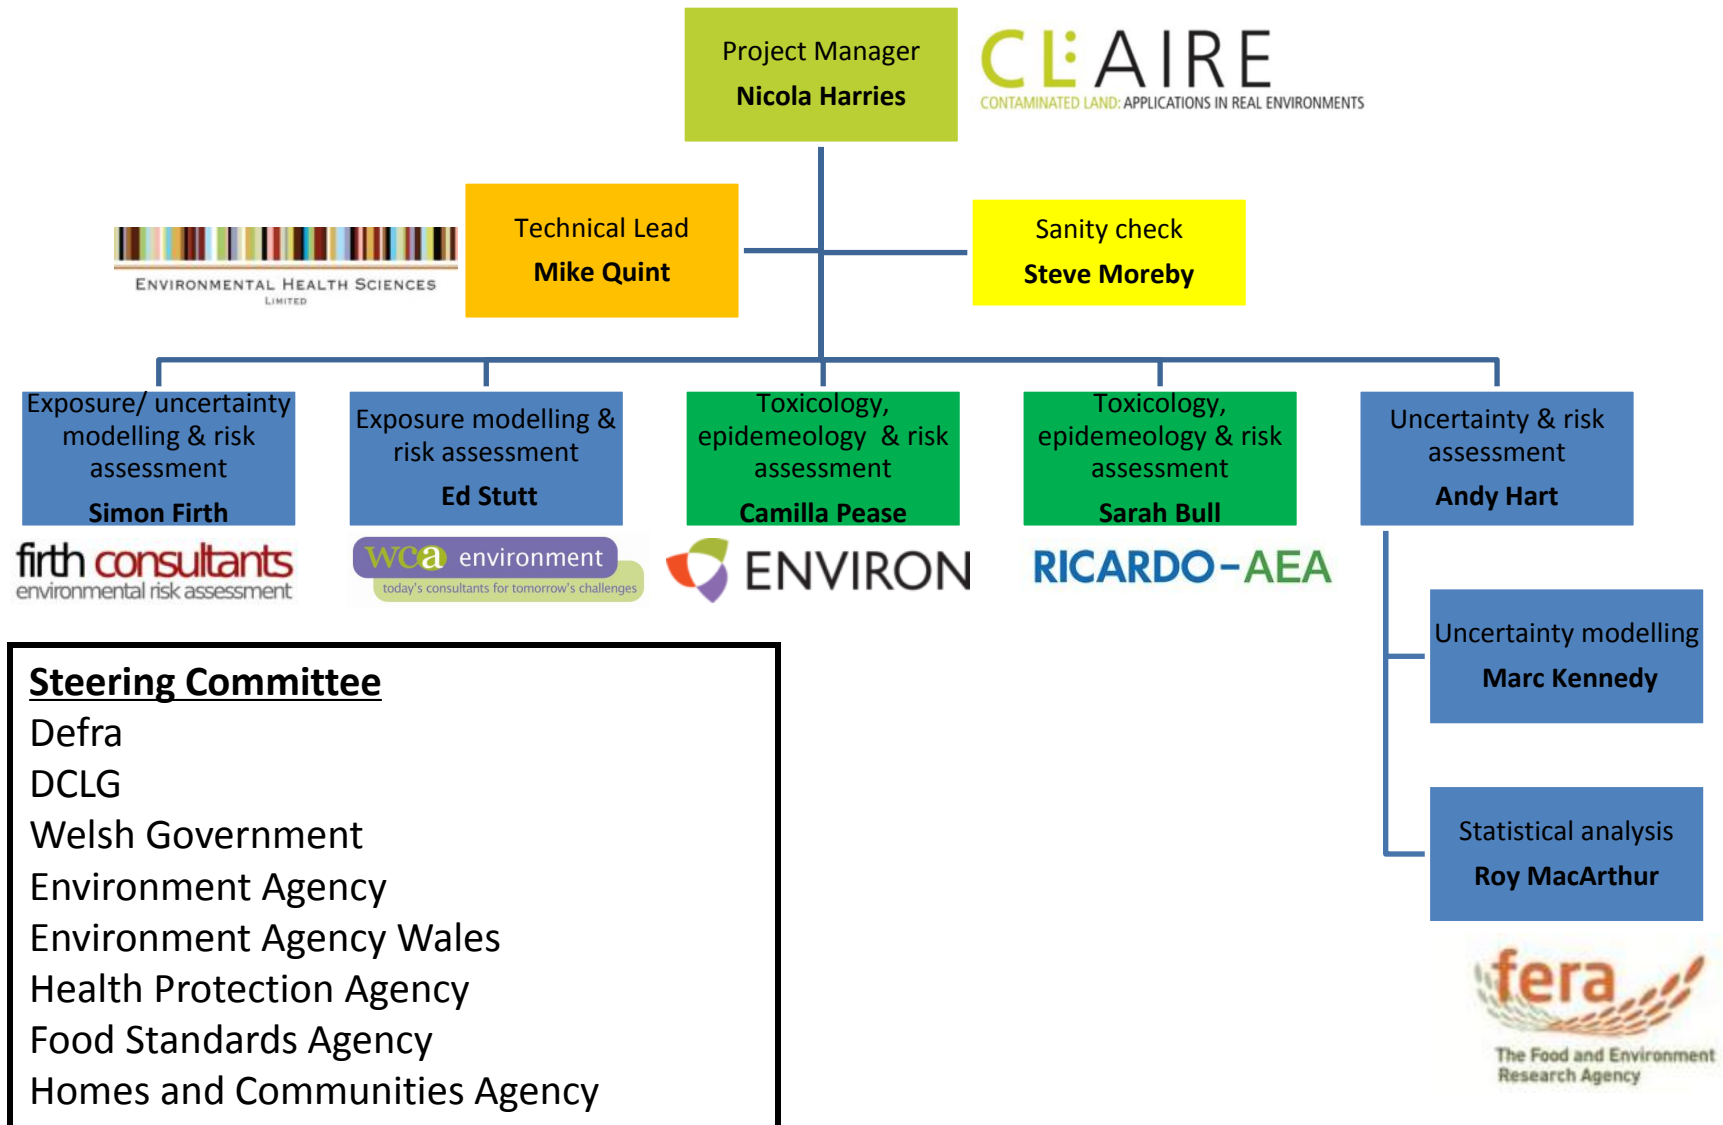 Project Manager
Nicola Harries
CL:AIRE
CONTAMINATED LAND: APPLICATIONS IN REAL ENVIRONMENTS
ENVIRONMENTAL HEALTH SCIENCES
LIMITED
Technical Lead
Mike Quint
Sanity check
Steve Moreby
Exposure/ uncertainty
modelling & risk
assessment
Simon Firth
firth consultants
environmental risk assessment
Exposure modelling &
risk assessment
Ed Stutt
wca environment
today's consultants for tomorrow's challenges
Toxicology,
epidemeology & risk
assessment
Camilla Pease
ENVIRON
Toxicology,
epidemeology & risk
assessment
Sarah Bull
RICARDO-AEA
Uncertainty & risk
assessment
Andy Hart
Uncertainty modelling
Marc Kennedy
Statistical analysis
Roy MacArthur
fera
The Food and Environment
Research Agency
Steering Committee
Defra
DCLG
Welsh Government
Environment Agency
Environment Agency Wales
Health Protection Agency
Food Standards Agency
Homes and Communities Agency